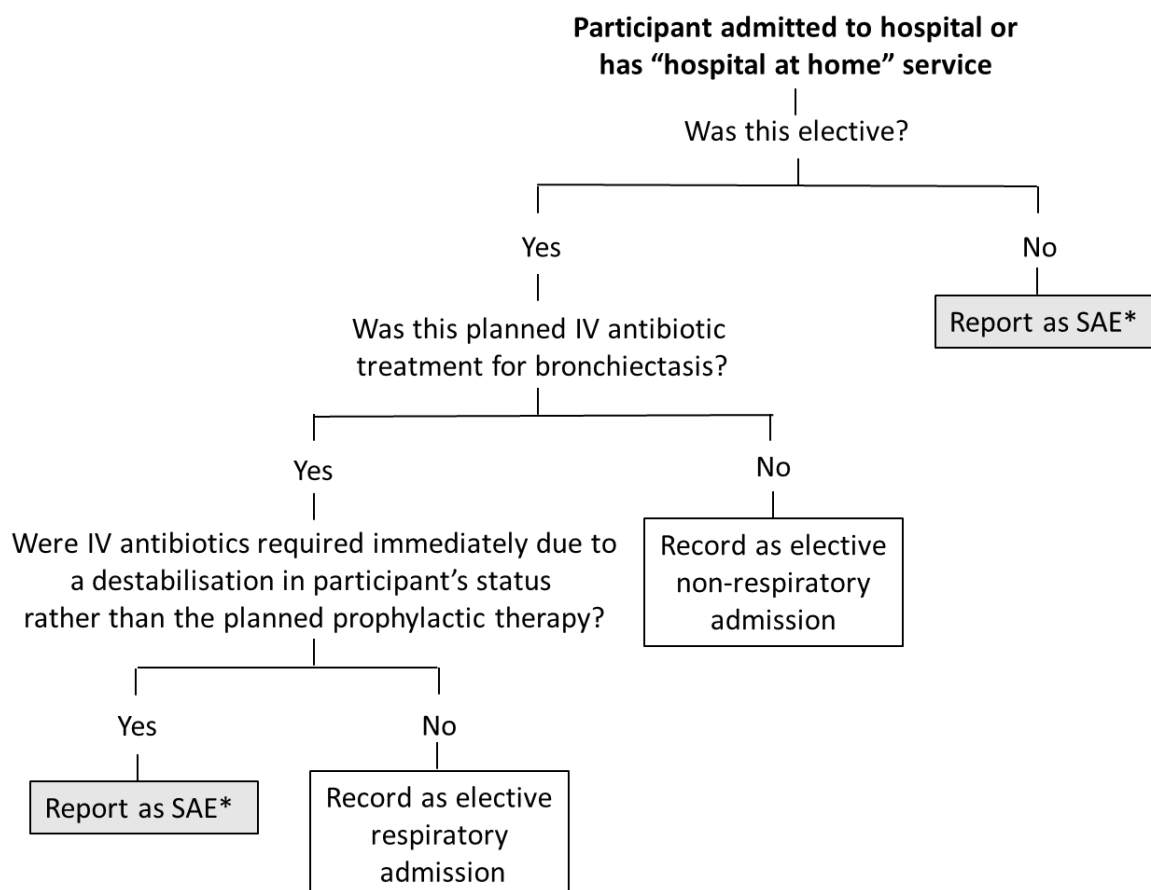 Participant admitted to hospital or
has “hospital at home” service
Was this elective?
Yes
No
Was this planned IV antibiotic
treatment for bronchiectasis?
Report as SAE*
Yes
No
Were IV antibiotics required immediately due to
a destabilisation in participant’s status
rather than the planned prophylactic therapy?
Record as elective
non-respiratory
admission
Yes
No
Report as SAE*
Record as elective
respiratory
admission